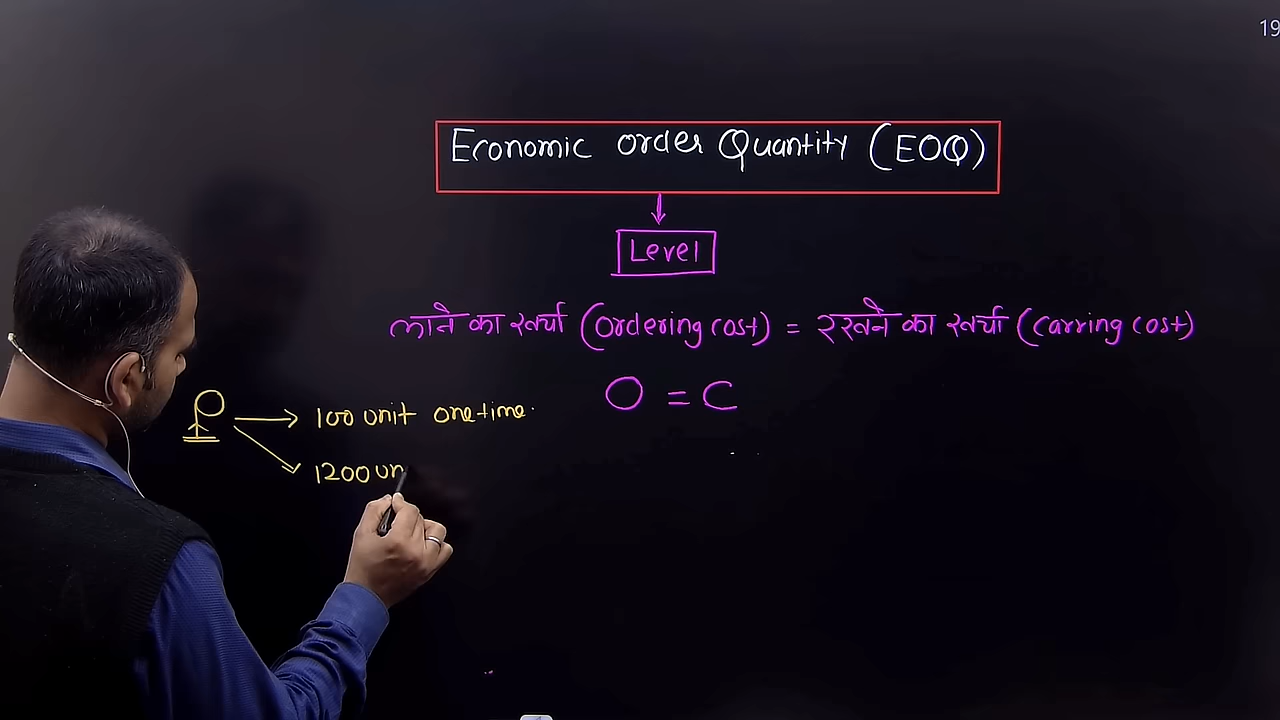 19
Economic order Quantity (EOQ)
Level
लाने का खर्चा (ordering cost) = रखने का खर्चा (Carring cost)
O = C
100 unit one time.
1200 un